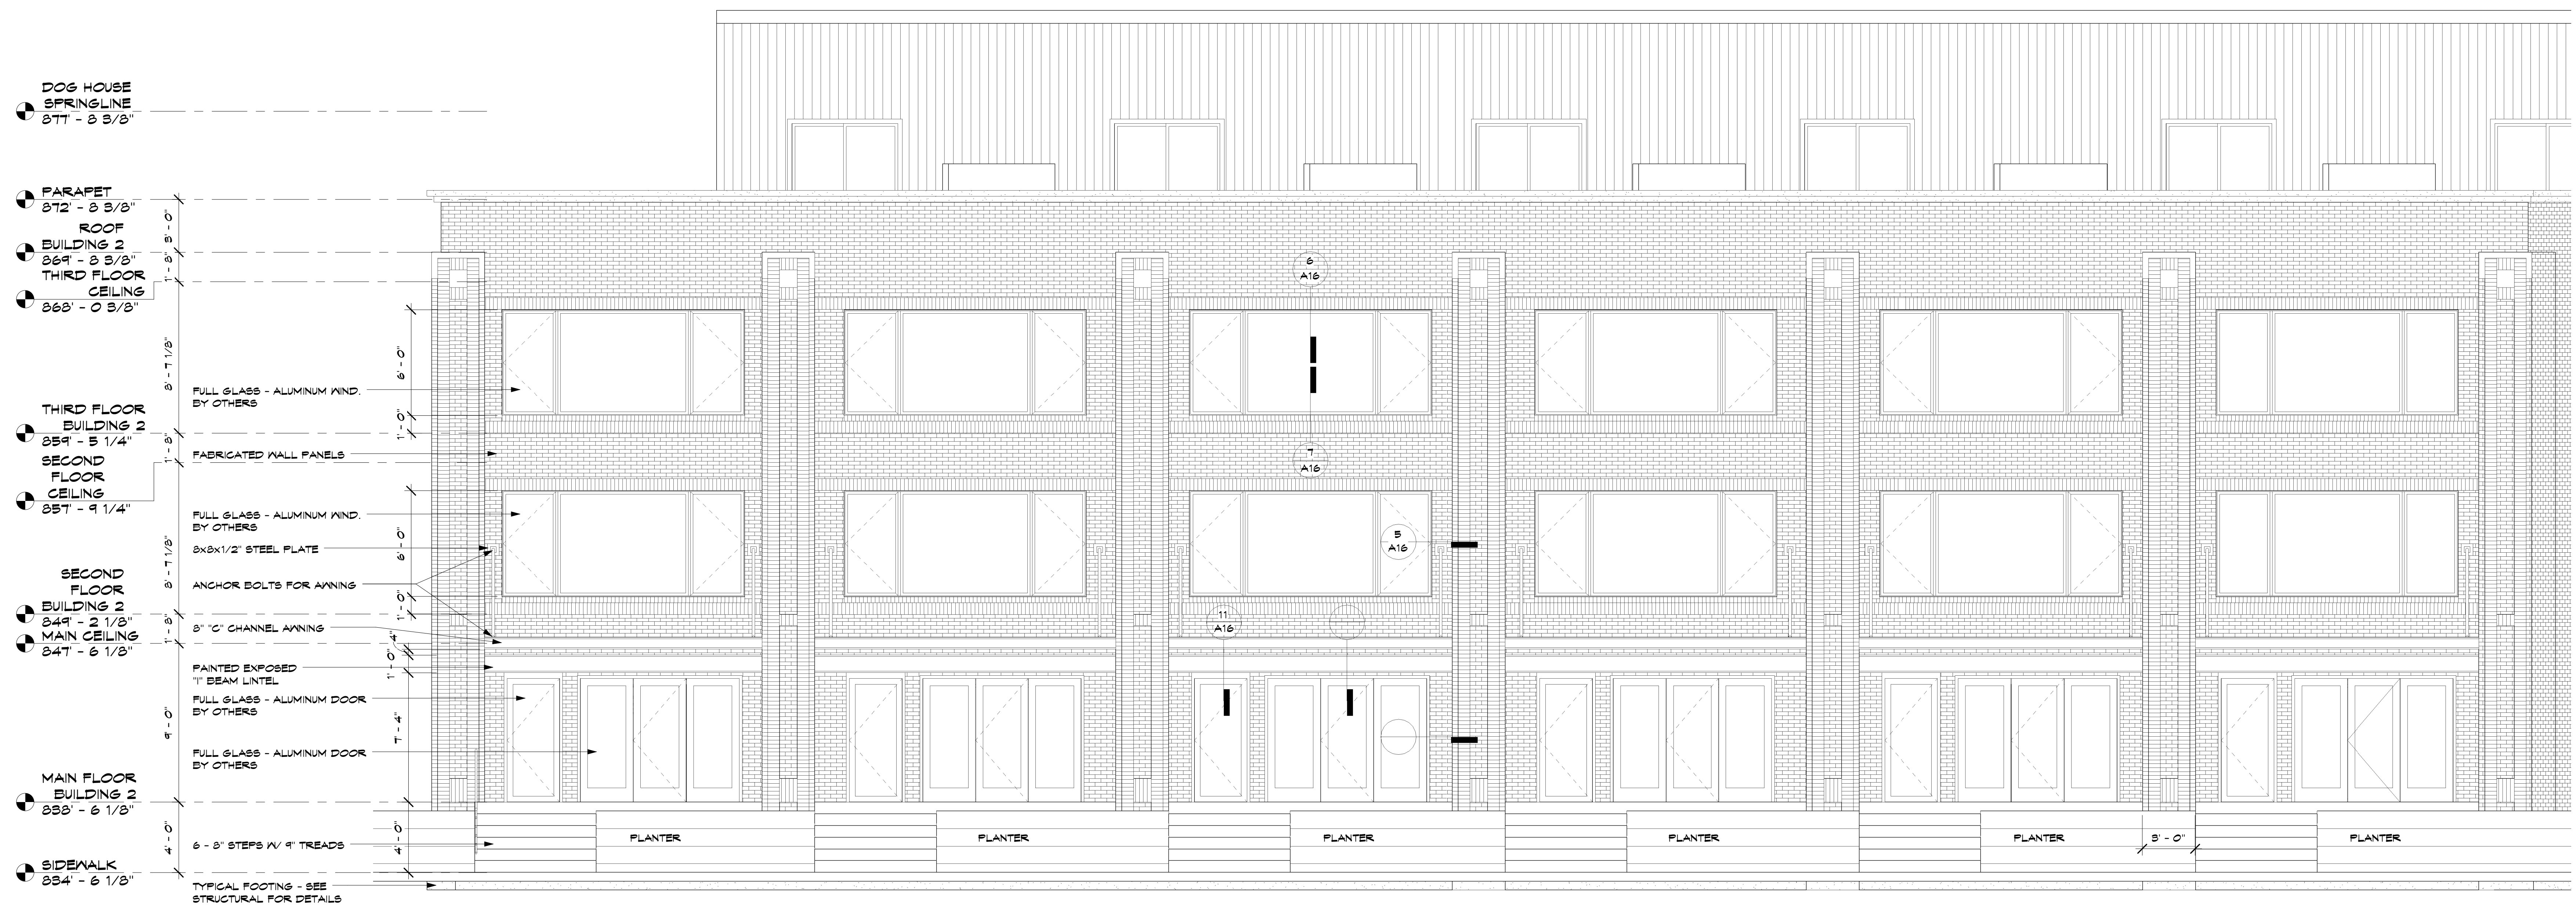 DOG HOUSE
SPRINGLINE
877' - 8 3/8"
PARAPET
872' - 8 3/8"
3' - 0"
ROOF
BUILDING 2
869' - 8 3/8"
1' - 8"
THIRD FLOOR
CEILING
868' - 0 3/8"
8' - 7 1/8"
6' - 0"
1' - 0"
FULL GLASS - ALUMINUM WIND.
BY OTHERS
THIRD FLOOR
BUILDING 2
859' - 5 1/4"
1' - 8"
FABRICATED WALL PANELS
SECOND
FLOOR
CEILING
857' - 9 1/4"
8' - 7 1/8"
6' - 0"
1' - 0"
FULL GLASS - ALUMINUM WIND.
BY OTHERS
8x8x1/2" STEEL PLATE
ANCHOR BOLTS FOR AWNING
SECOND
FLOOR
BUILDING 2
849' - 2 1/8"
1' - 8"
8" "C" CHANNEL AWNING
MAIN CEILING
847' - 6 1/8"
4"
1' - 0"
PAINTED EXPOSED
"I" BEAM LINTEL
FULL GLASS - ALUMINUM DOOR
BY OTHERS
9' - 0"
7' - 4"
FULL GLASS - ALUMINUM DOOR
BY OTHERS
MAIN FLOOR
BUILDING 2
838' - 6 1/8"
4' - 0"
4' - 0"
6 - 8" STEPS W/ 9" TREADS
SIDEWALK
834' - 6 1/8"
TYPICAL FOOTING - SEE
STRUCTURAL FOR DETAILS
6
A16
7
A16
5
A16
11
A16
PLANTER
PLANTER
PLANTER
PLANTER
PLANTER
3' - 0"
PLANTER